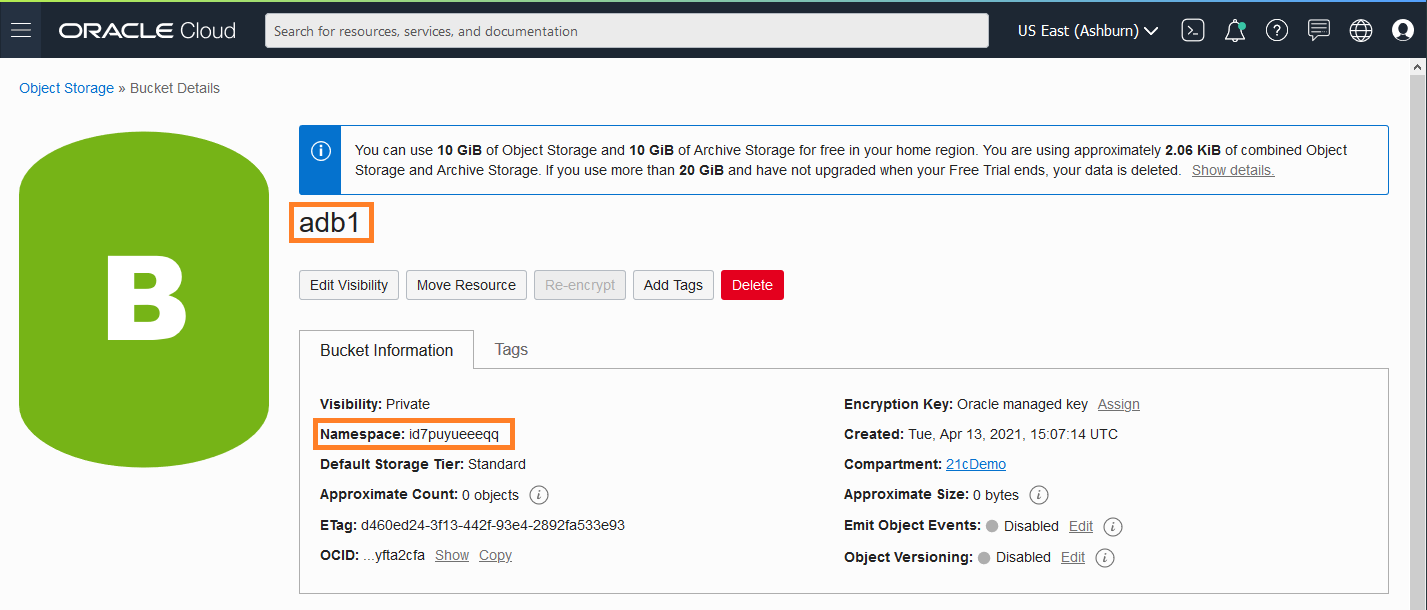 ORACLE Cloud
Search for resources, services, and documentation
US East (Ashburn)
Object Storage » Bucket Details
B
You can use 10 GiB of Object Storage and 10 GiB of Archive Storage for free in your home region. You are using approximately 2.06 KiB of combined Object
Storage and Archive Storage. If you use more than 20 GiB and have not upgraded when your Free Trial ends, your data is deleted. Show details.
adb1
Edit Visibility
Move Resource
Re-encrypt
Add Tags
Delete
Bucket Information
Tags
Visibility: Private
Namespace: id7puyueeeqq
Default Storage Tier: Standard
Approximate Count: 0 objects
ETag: d460ed24-3f13-442f-93e4-2892fa533e93
OCID: ...yfta2cfa Show Copy
Encryption Key: Oracle managed key Assign
Created: Tue, Apr 13, 2021, 15:07:14 UTC
Compartment: 21cDemo
Approximate Size: 0 bytes
Emit Object Events: Disabled Edit
Object Versioning: Disabled Edit